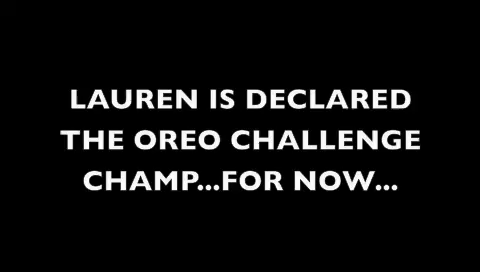 LAUREN IS DECLARED
THE OREO CHALLENGE
CHAMP...FOR NOW...